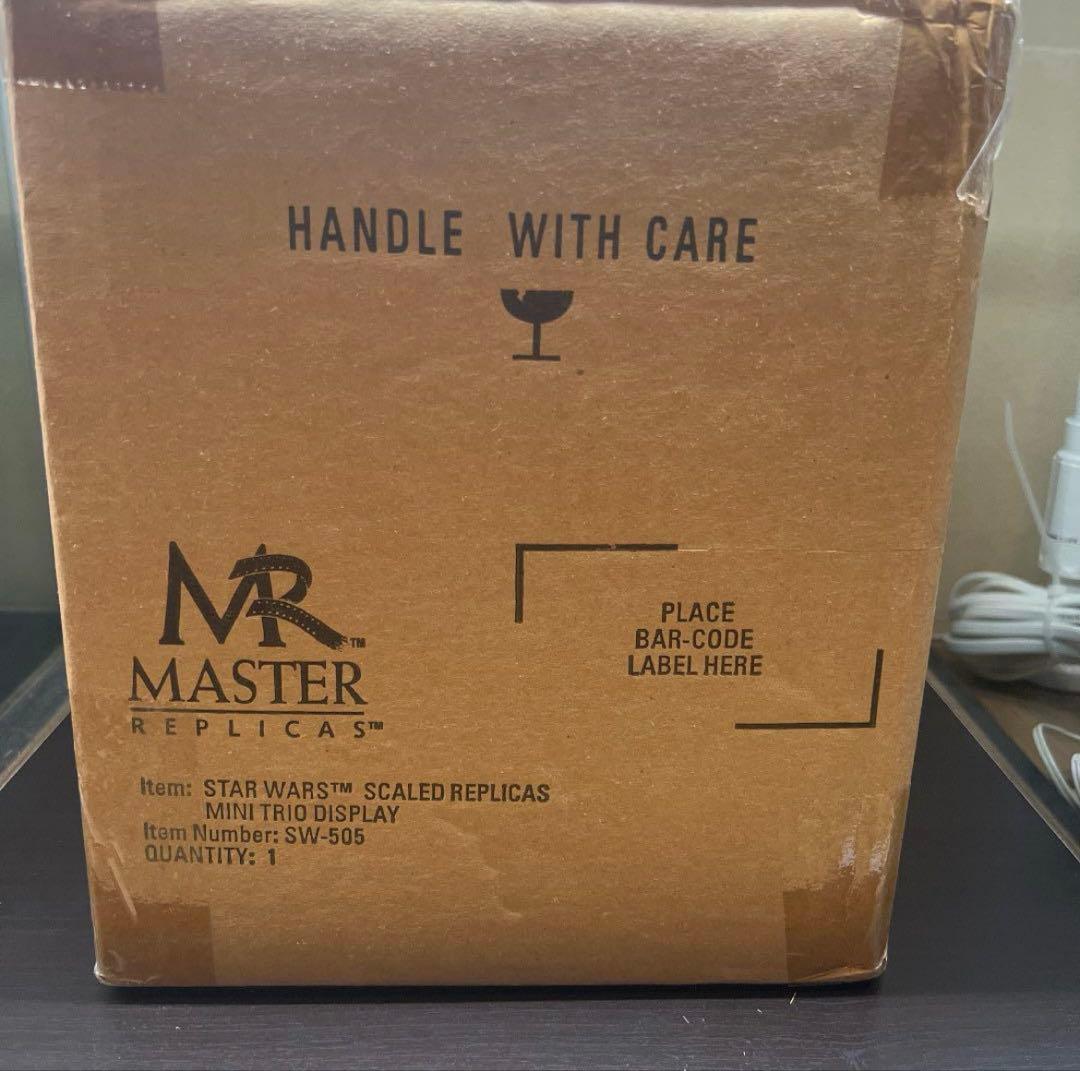 HANDLE WITH CARE
MR™
MASTER
REPLICAS™
PLACE
BAR-CODE
LABEL HERE
Item: STAR WARS™ SCALED REPLICAS
MINI TRIO DISPLAY
Item Number: SW-505
QUANTITY: 1